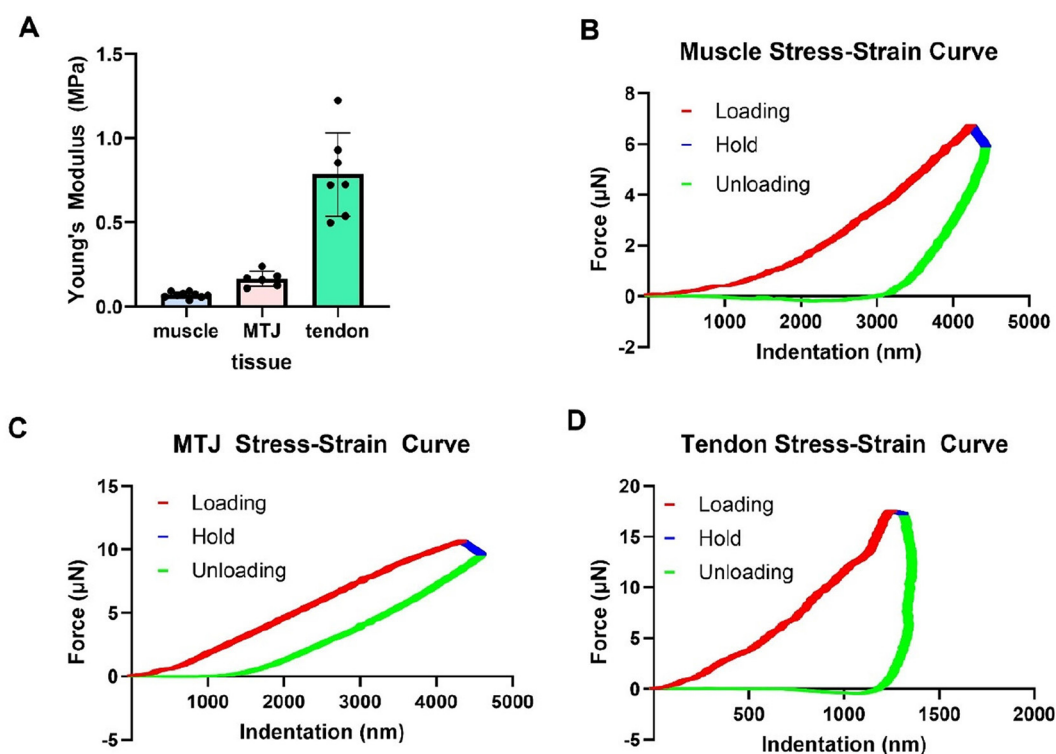 A
Young's Modulus (MPa)
1.5
1.0
0.5
0.0
muscle MTJ tendon
tissue
B
Muscle Stress-Strain Curve
Loading
Hold
Unloading
Force (µN)
8
6
4
2
0
-2
1000 2000 3000 4000 5000
Indentation (nm)
C
MTJ Stress-Strain Curve
Loading
Hold
Unloading
Force (µN)
15
10
5
0
-5
1000 2000 3000 4000 5000
Indentation (nm)
D
Tendon Stress-Strain Curve
Loading
Hold
Unloading
Force (µN)
20
15
10
5
0
-5
500 1000 1500 2000
Indentation (nm)